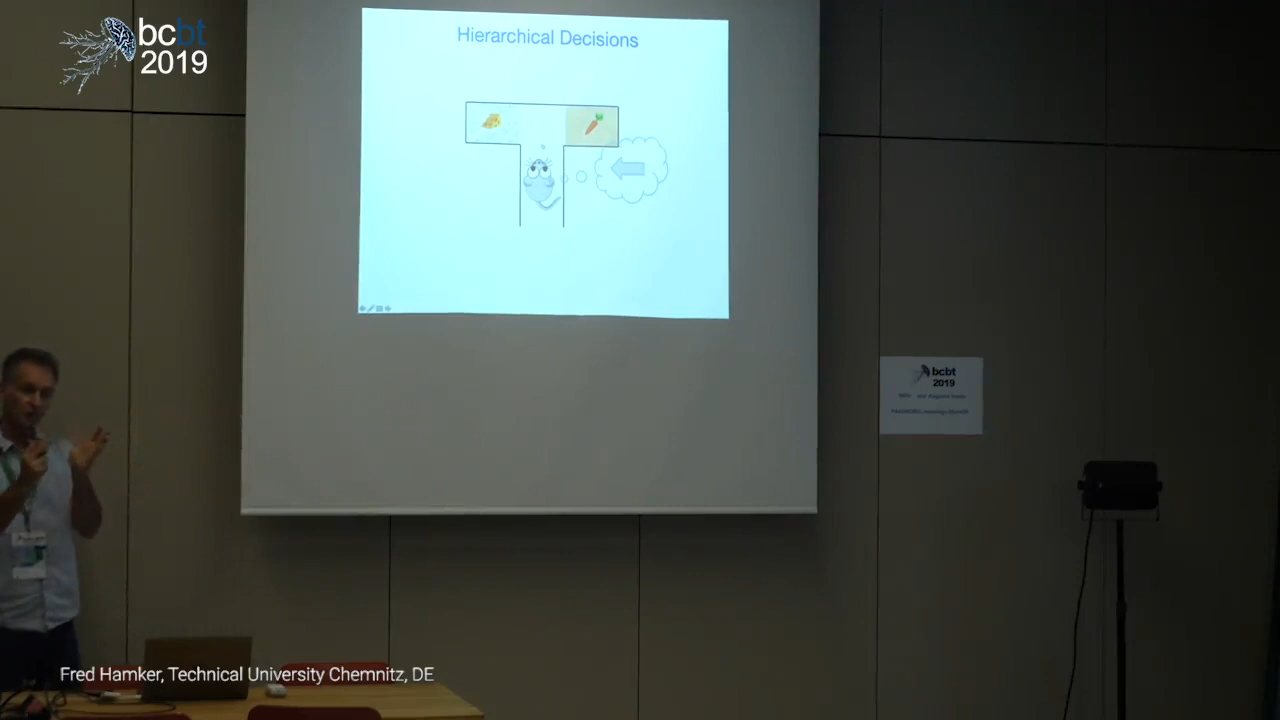 bcbt
2019
Hierarchical Decisions
bcbt
2019
Fred Hamker, Technical University Chemnitz, DE